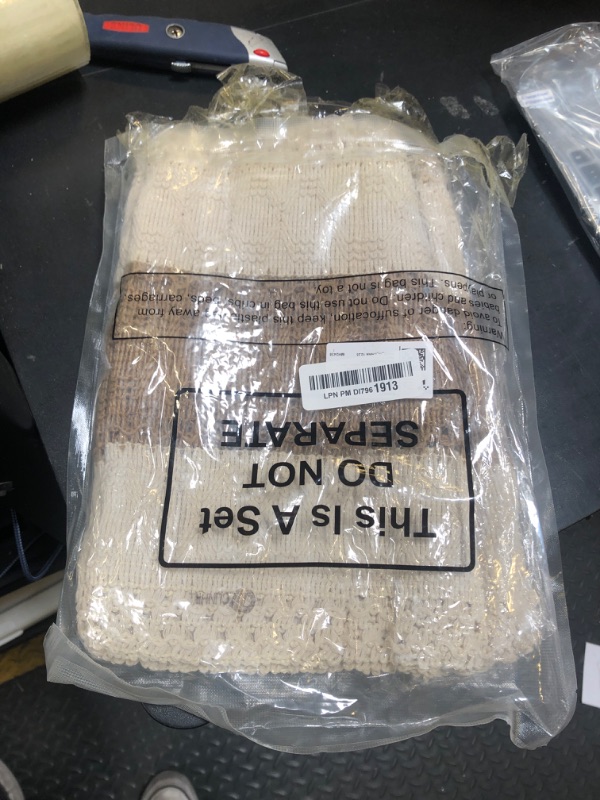 Warning:
To avoid danger of suffocation, keep this plastic away from
babies and children. Do not use this bag in cribs, beds, carriages,
or playpens. This bag is not a toy.
LPN PM DI796 1913
This Is A Set
DO NOT
SEPARATE